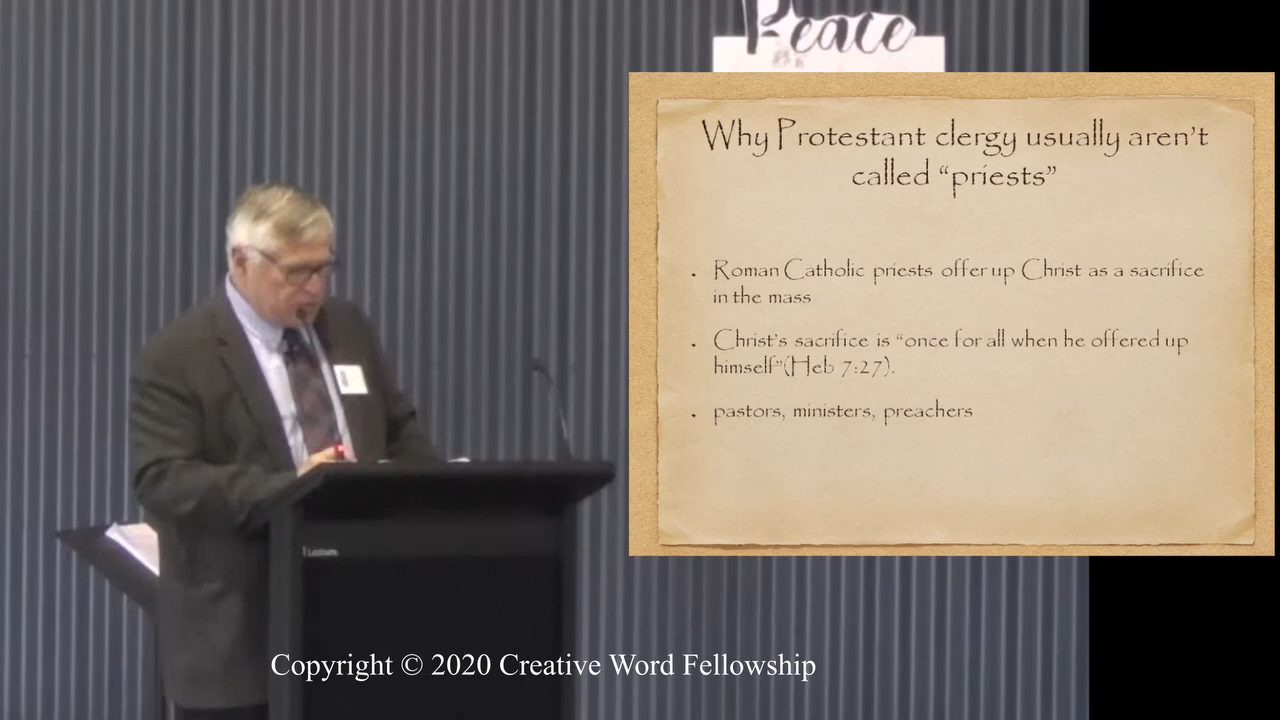 Peace
Why Protestant clergy usually aren't
called “priests”
. Roman Catholic priests offer up Christ as a sacrifice
in the mass
. Christ's sacrifice is “once for all when he offered up
himself”(Heb 7:27).
. pastors, ministers, preachers
Copyright © 2020 Creative Word Fellowship